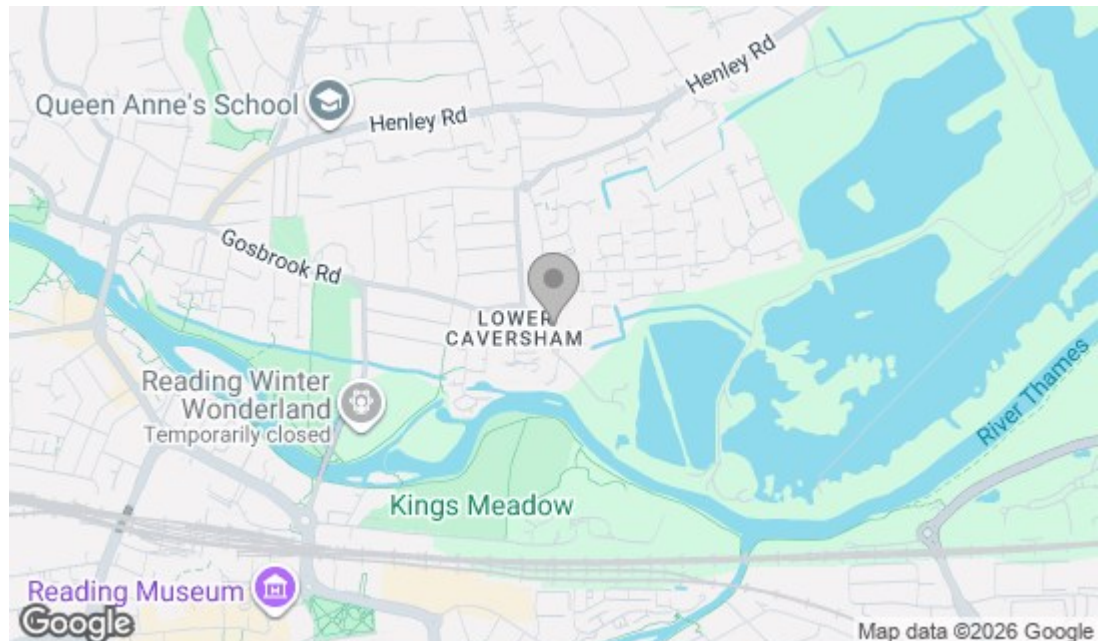 Henley Rd
Queen Anne's School
Henley Rd
Gosbrook Rd
LOWER
CAVERSHAM
Reading Winter
Wonderland
Temporarily closed
River Thames
Kings Meadow
Reading Museum
Google
Map data ©2026 Google